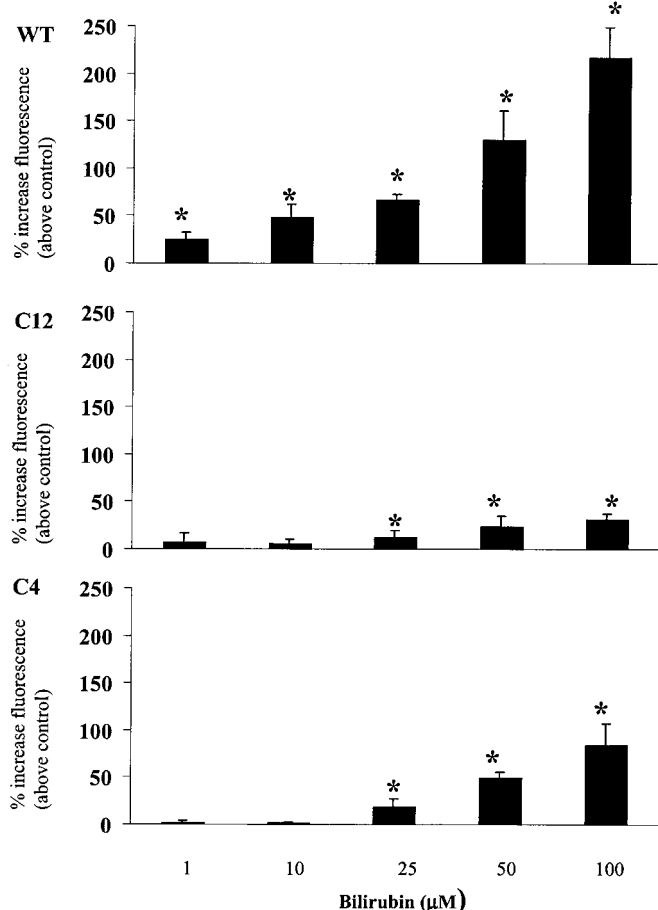 WT
% increase fluorescence
(above control)
250
200
150
100
50
0
*
*
*
*
*
C12
% increase fluorescence
(above control)
250
200
150
100
50
0
*
*
*
C4
% increase fluorescence
(above control)
250
200
150
100
50
0
*
*
*
1 10 25 50 100
Bilirubin (μM)